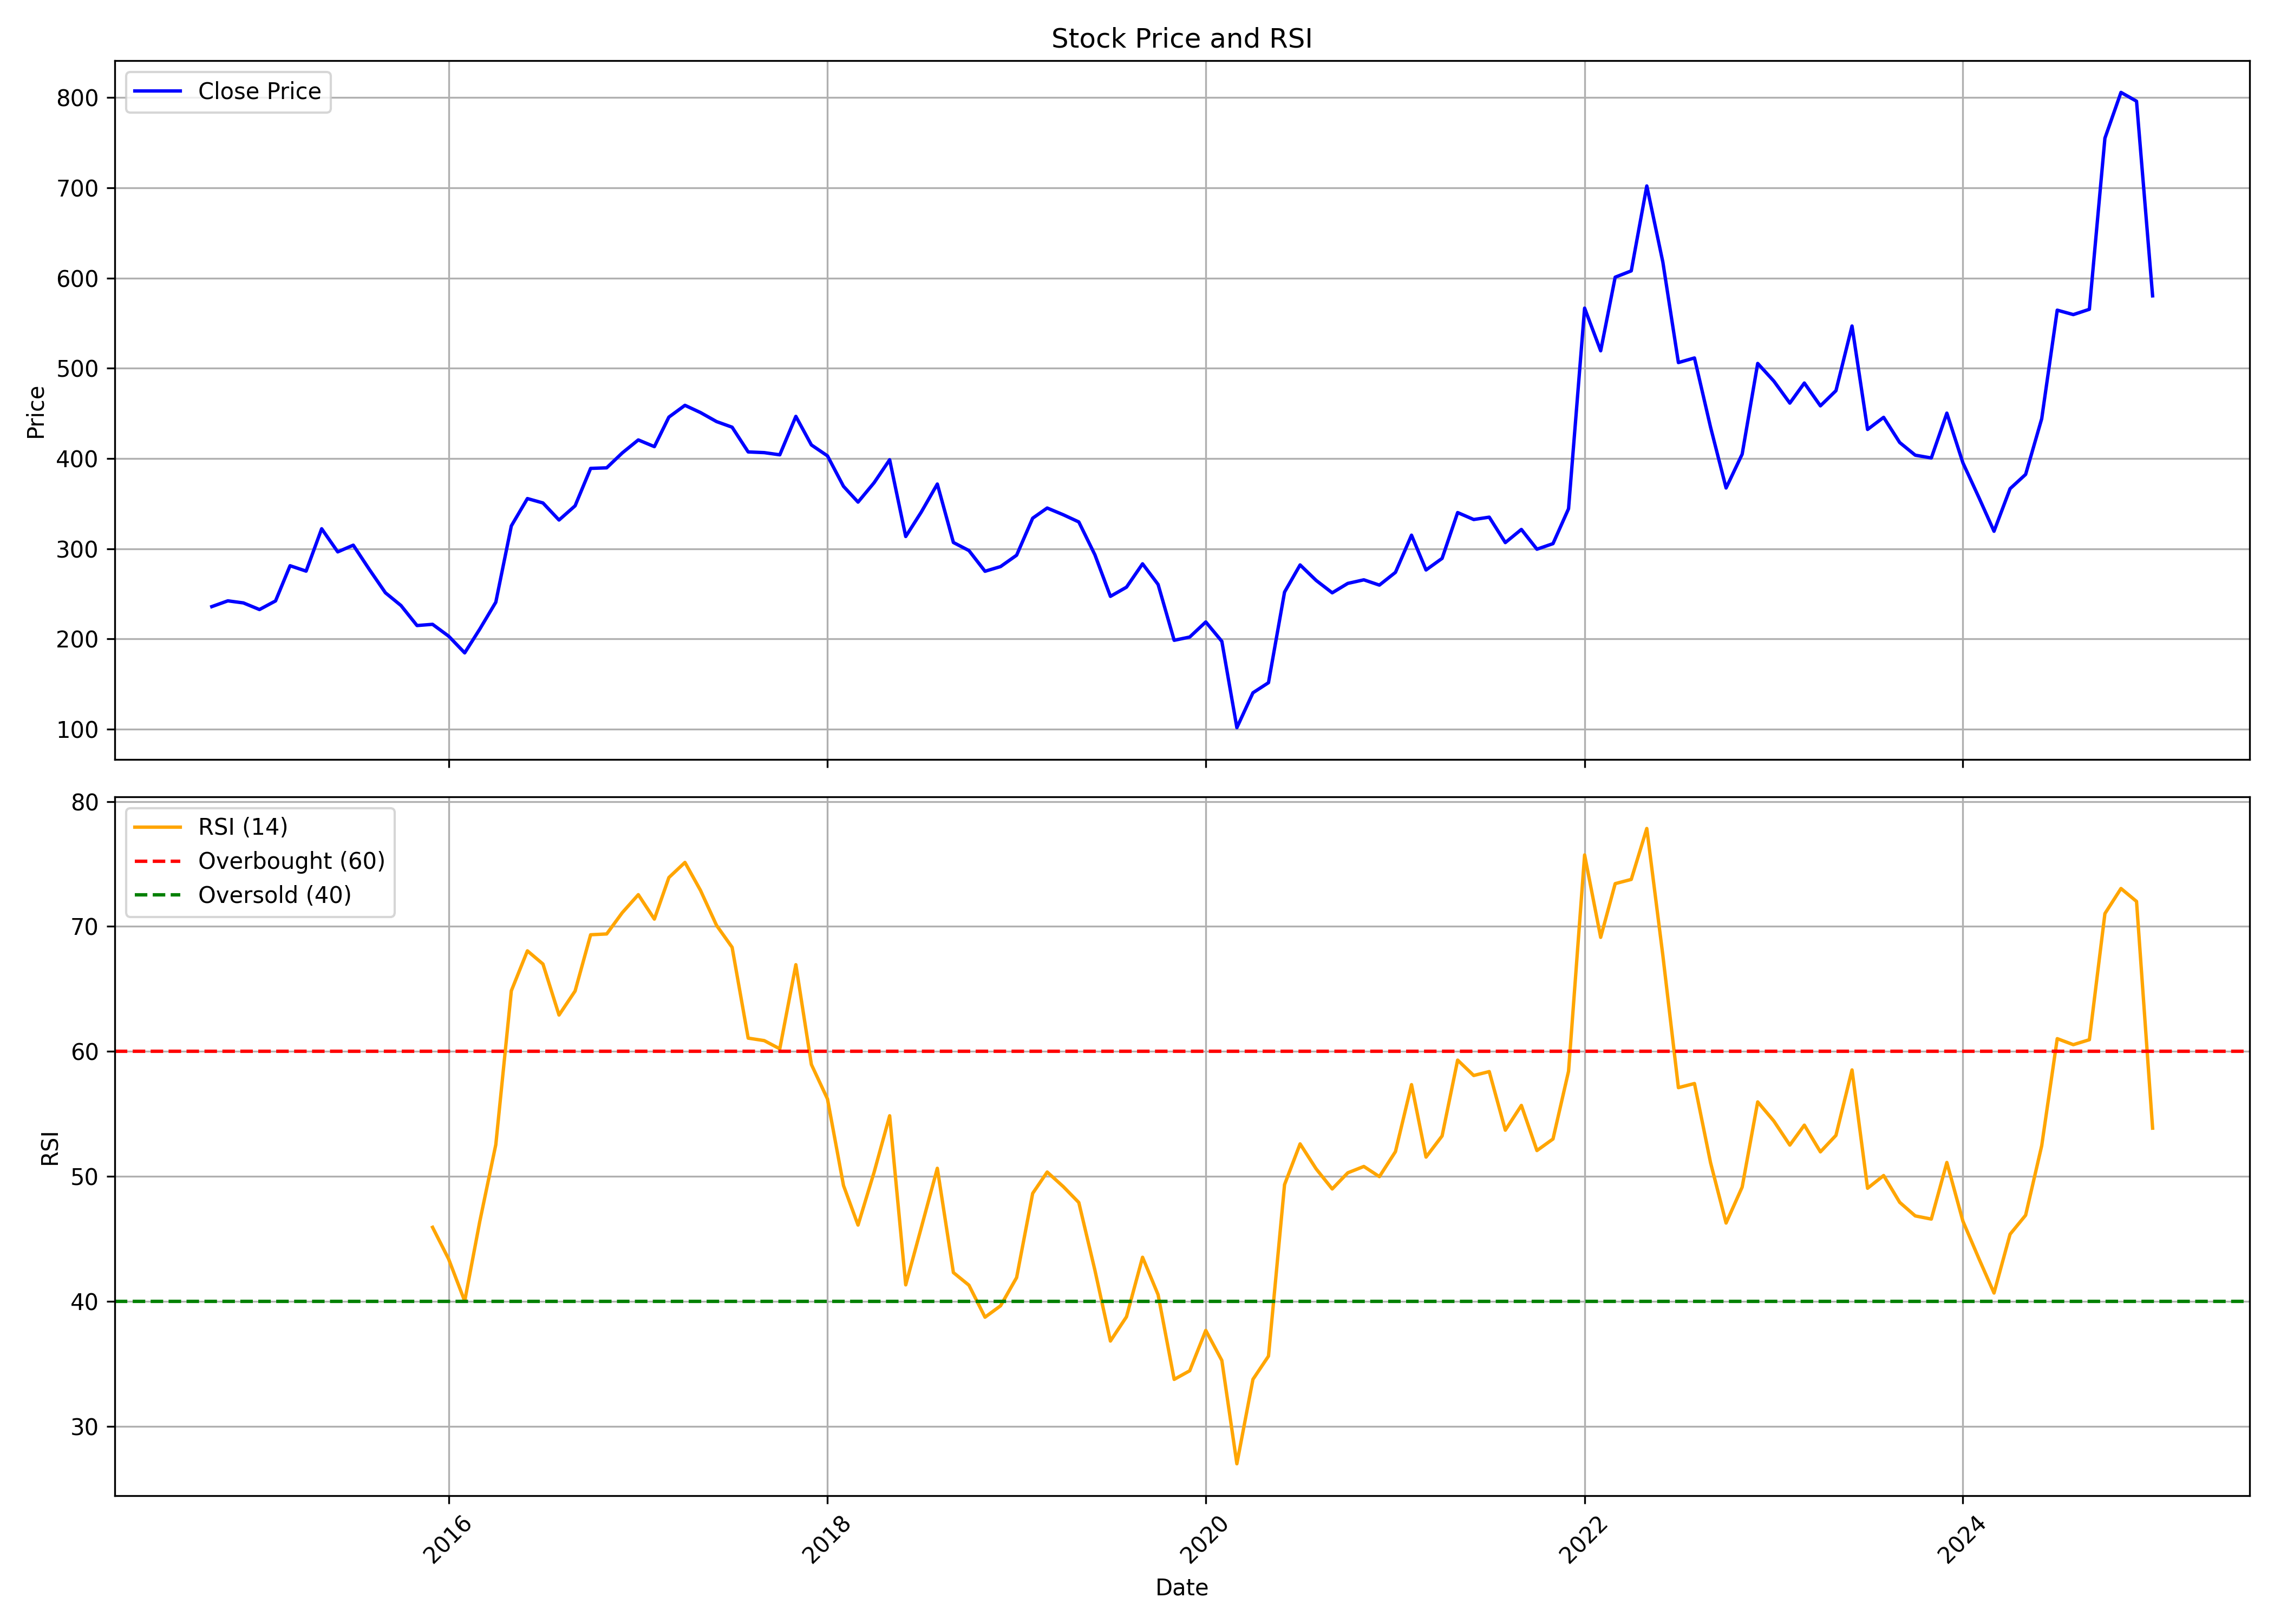 Stock Price and RSI
Close Price
800
700
600
500
400
300
200
100
Price
80
70
60
50
40
30
RSI (14)
Overbought (60)
Oversold (40)
RSI
2016
2018
2020
2022
2024
Date